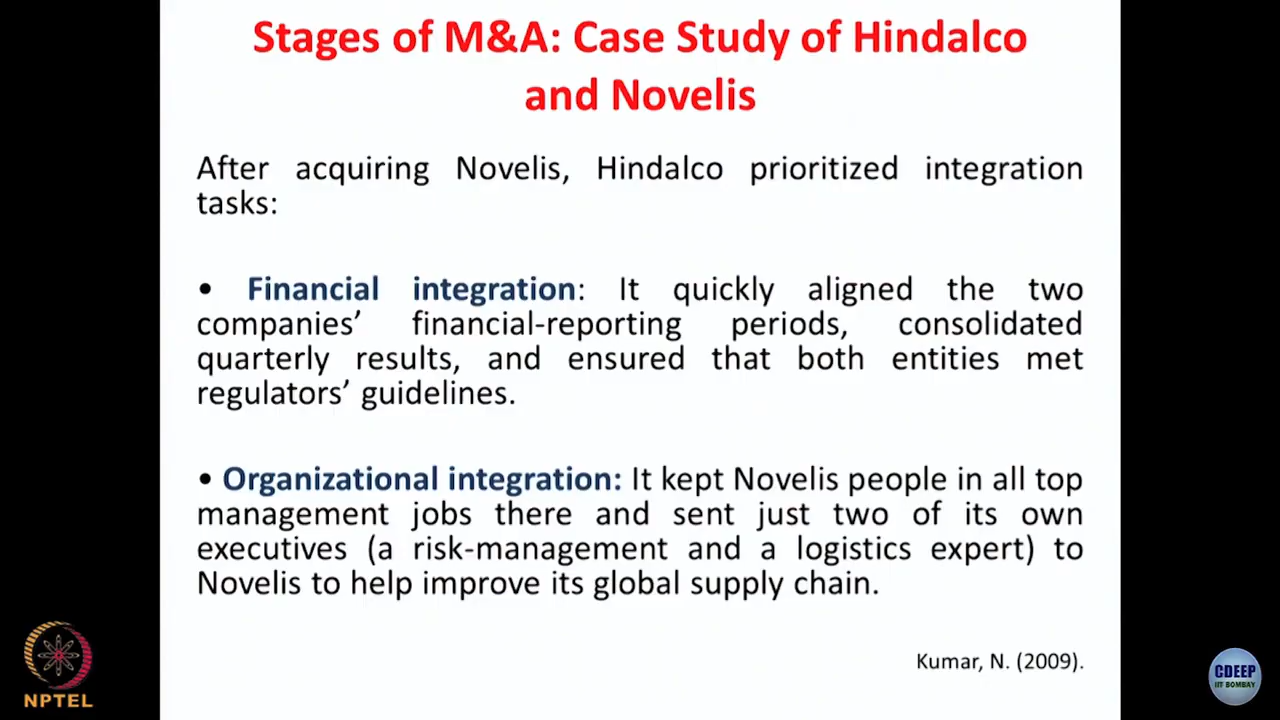 Stages of M&A: Case Study of Hindalco
and Novelis
After acquiring Novelis, Hindalco prioritized integration
tasks:
• Financial integration: It quickly aligned the two
companies’ financial-reporting periods, consolidated
quarterly results, and ensured that both entities met
regulators’ guidelines.
• Organizational integration: It kept Novelis people in all top
management jobs there and sent just two of its own
executives (a risk-management and a logistics expert) to
Novelis to help improve its global supply chain.
Kumar, N. (2009).
NPTEL
CDEEP
IIT BOMBAY